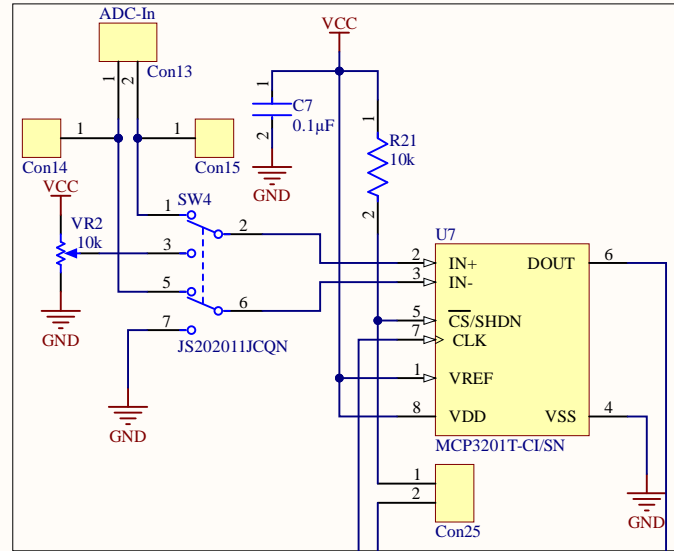 ADC-In
VCC
Con13
1
2
1
C7
2
0.1µF
1
R21
10k
2
1
Con14
1
Con15
GND
VCC
VR2
10k
GND
SW4
1
2
3
5
6
7
JS202011JCQN
GND
U7
2 IN+ DOUT 6
3 IN-
5 CS/SHDN
7 CLK
1 VREF
8 VDD VSS 4
MCP3201T-CI/SN
1
2
Con25
GND